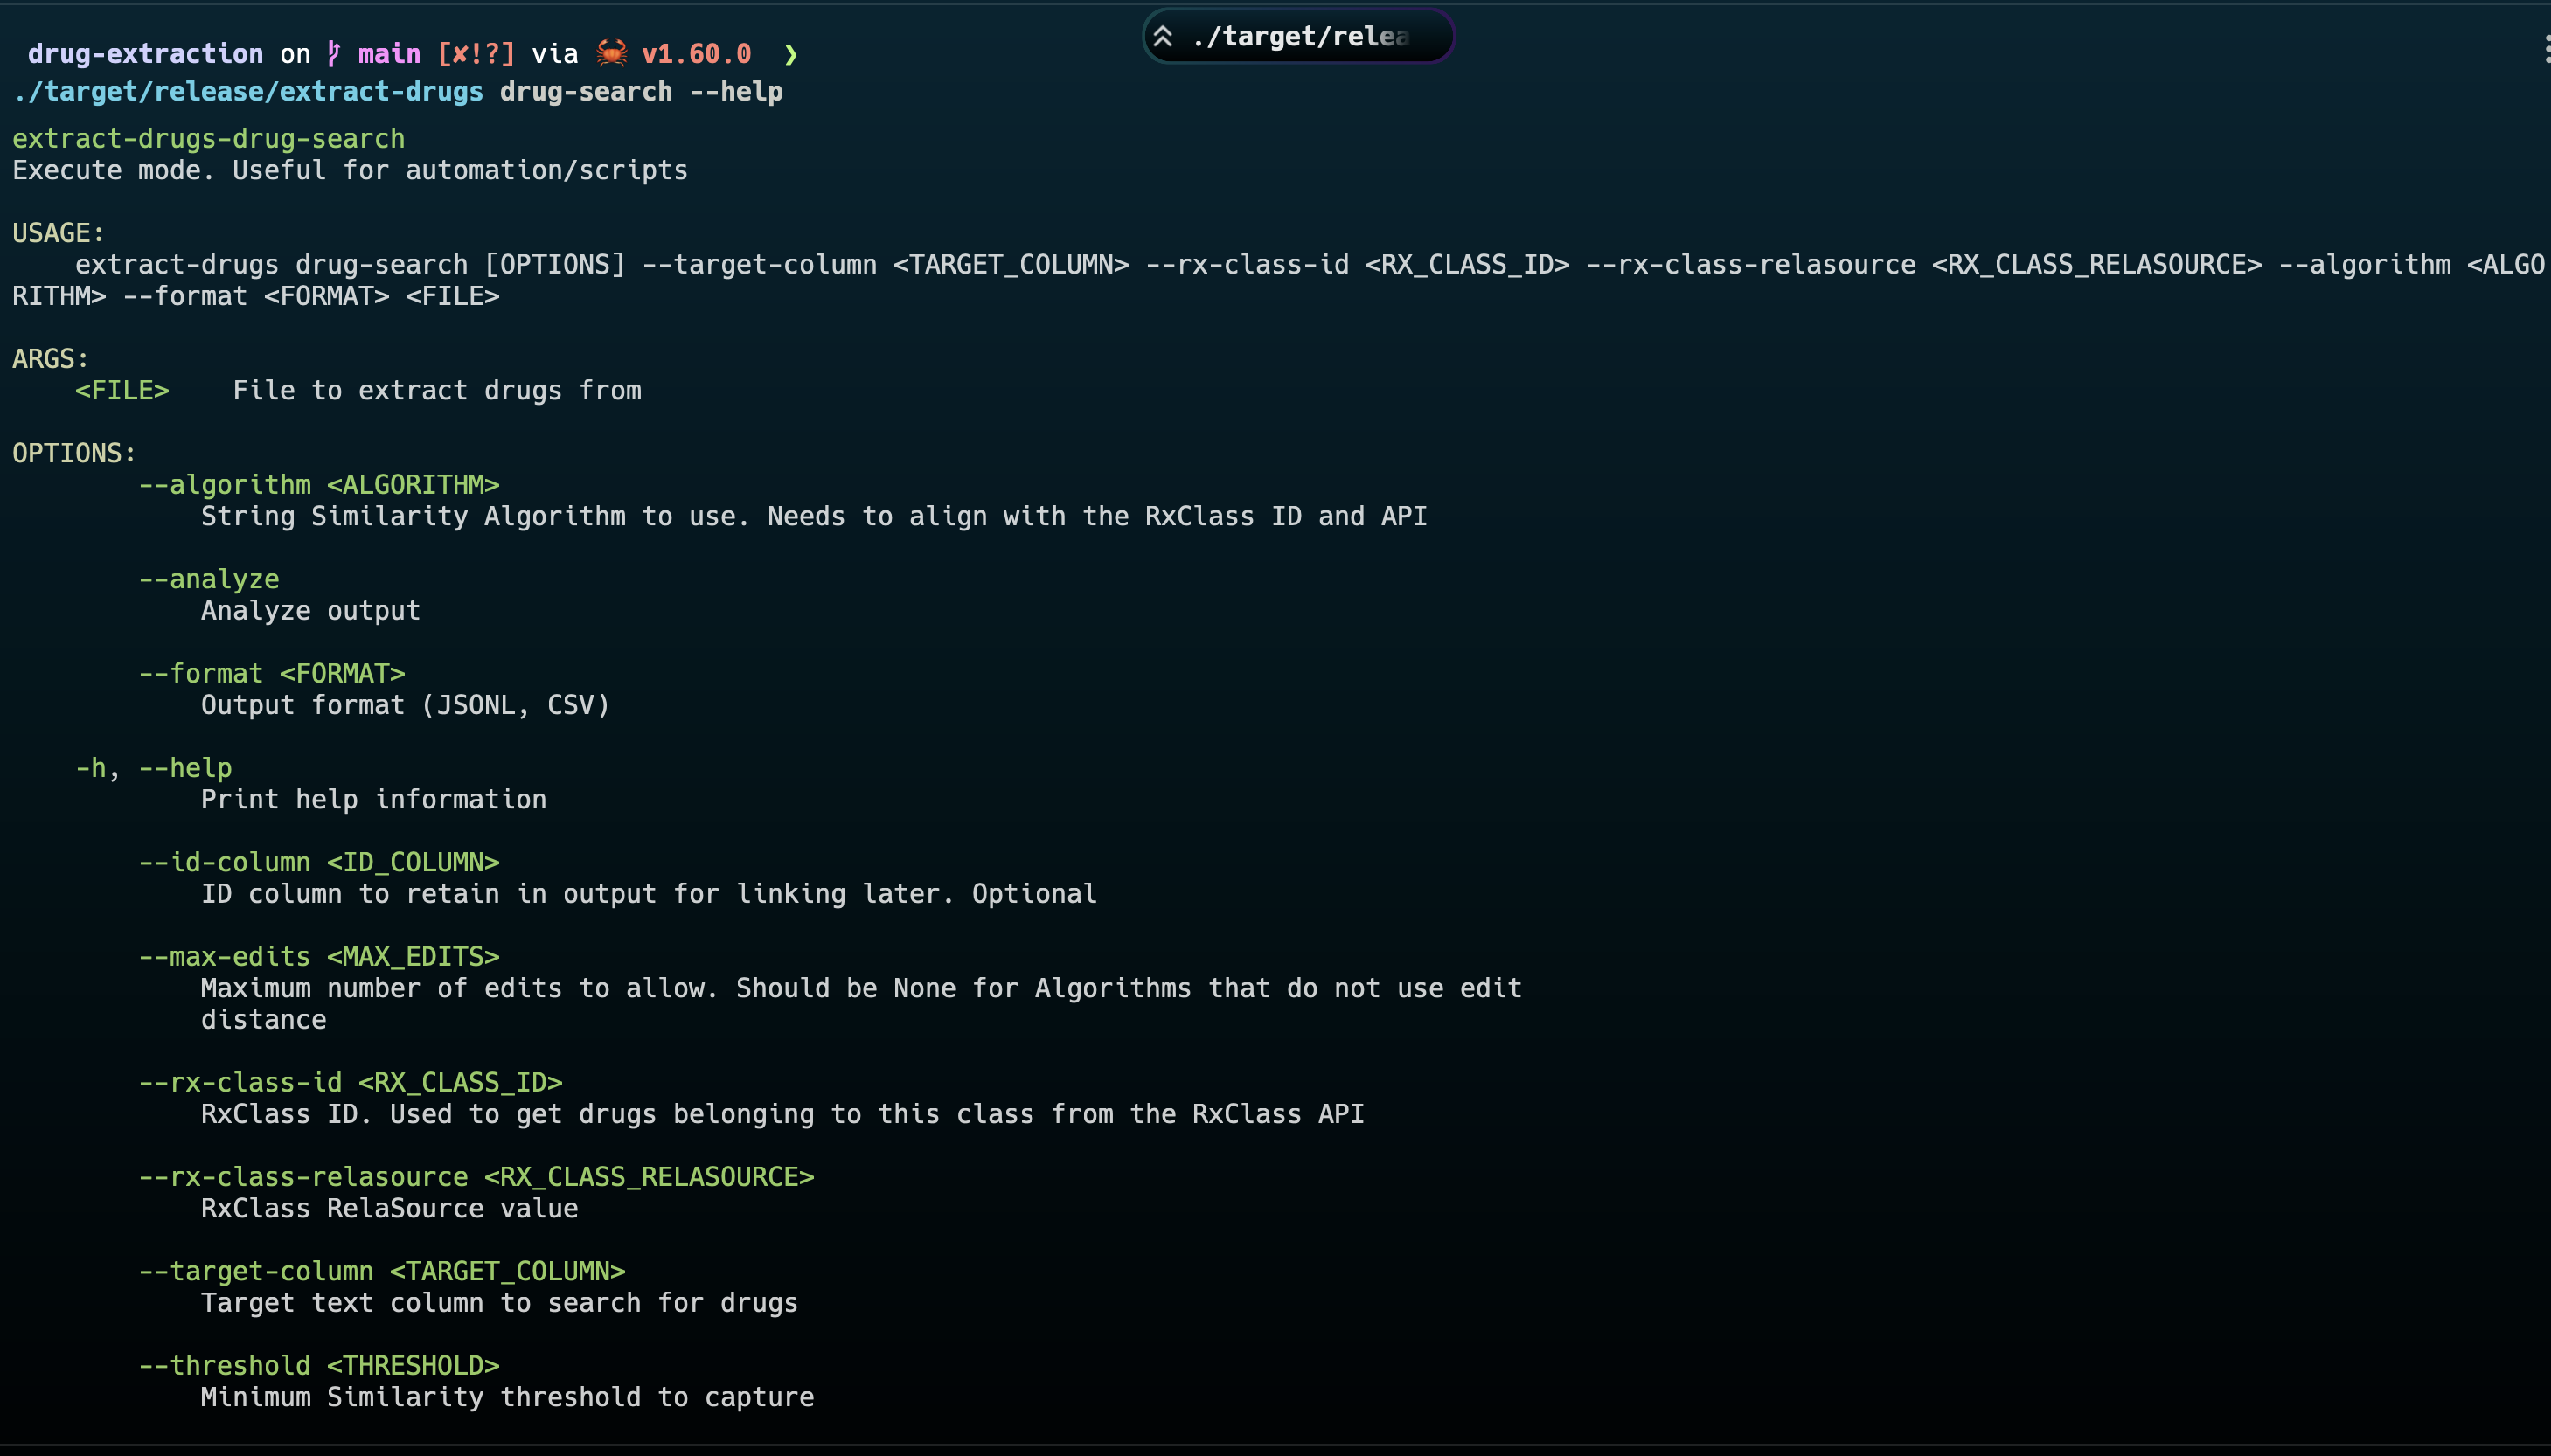 drug-extraction on main [✘!?] via 🦀 v1.60.0 ❯
./target/relea
./target/release/extract-drugs drug-search --help
extract-drugs-drug-search
Execute mode. Useful for automation/scripts
USAGE:
extract-drugs drug-search [OPTIONS] --target-column <TARGET_COLUMN> --rx-class-id <RX_CLASS_ID> --rx-class-relasource <RX_CLASS_RELASOURCE> --algorithm <ALGO
RITHM> --format <FORMAT> <FILE>
ARGS:
<FILE>    File to extract drugs from
OPTIONS:
--algorithm <ALGORITHM>
String Similarity Algorithm to use. Needs to align with the RxClass ID and API
--analyze
Analyze output
--format <FORMAT>
Output format (JSONL, CSV)
-h, --help
Print help information
--id-column <ID_COLUMN>
ID column to retain in output for linking later. Optional
--max-edits <MAX_EDITS>
Maximum number of edits to allow. Should be None for Algorithms that do not use edit
distance
--rx-class-id <RX_CLASS_ID>
RxClass ID. Used to get drugs belonging to this class from the RxClass API
--rx-class-relasource <RX_CLASS_RELASOURCE>
RxClass RelaSource value
--target-column <TARGET_COLUMN>
Target text column to search for drugs
--threshold <THRESHOLD>
Minimum Similarity threshold to capture